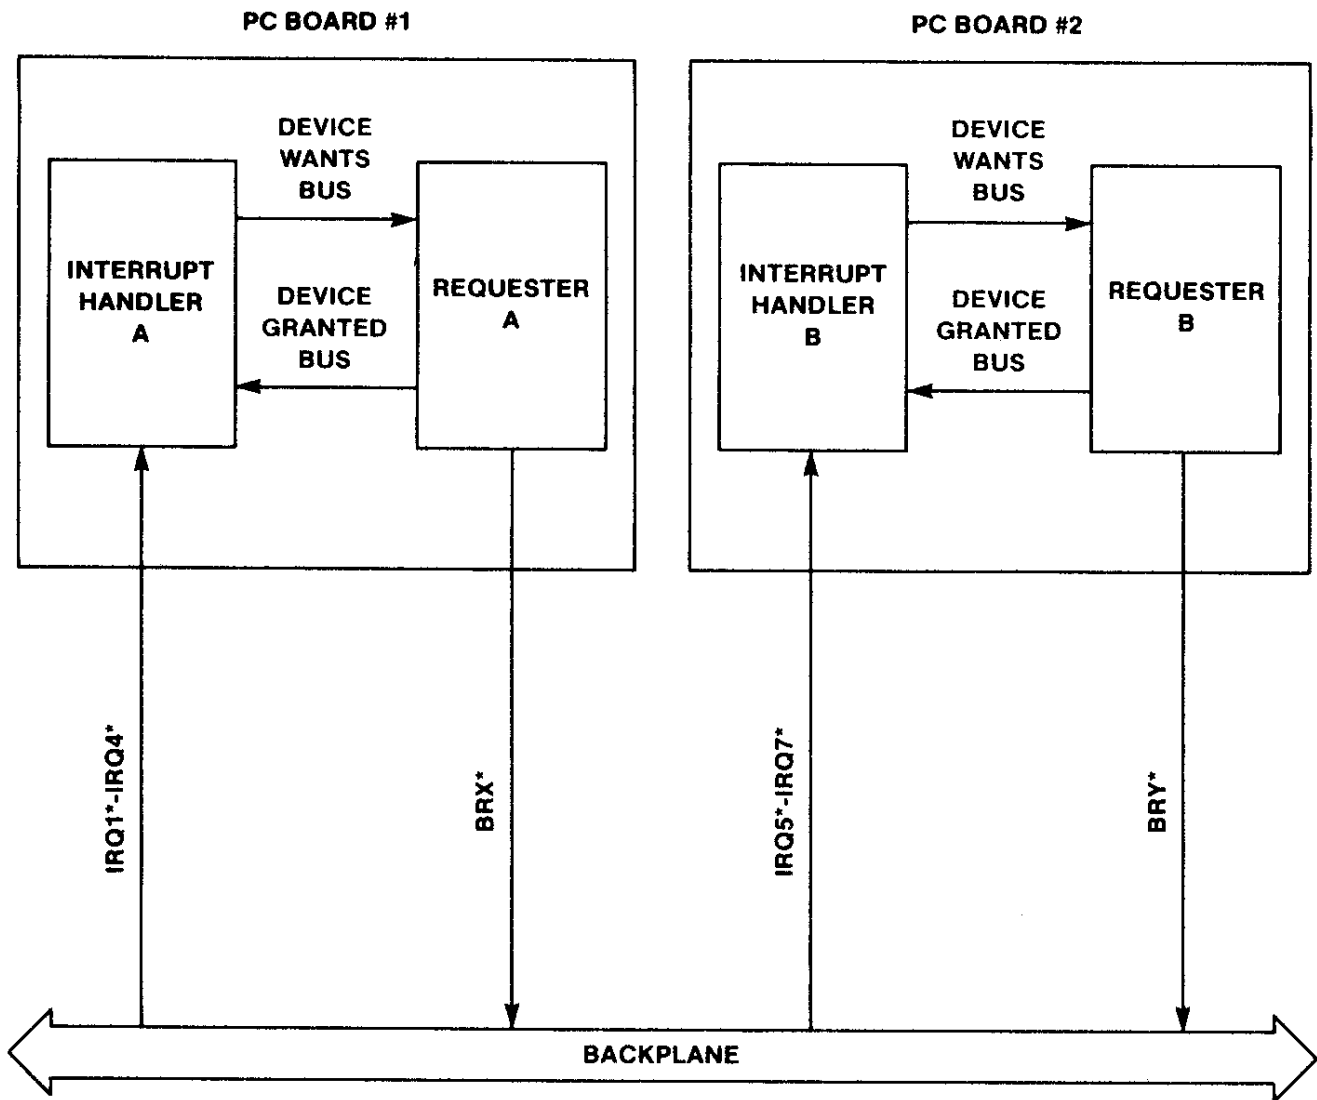 PC BOARD #1
PC BOARD #2
DEVICE
WANTS
BUS
INTERRUPT
HANDLER
A
REQUESTER
A
DEVICE
GRANTED
BUS
DEVICE
WANTS
BUS
INTERRUPT
HANDLER
B
REQUESTER
B
DEVICE
GRANTED
BUS
IRQ1*-IRQ4*
BRX*
IRQ5*-IRQ7*
BRY*
BACKPLANE